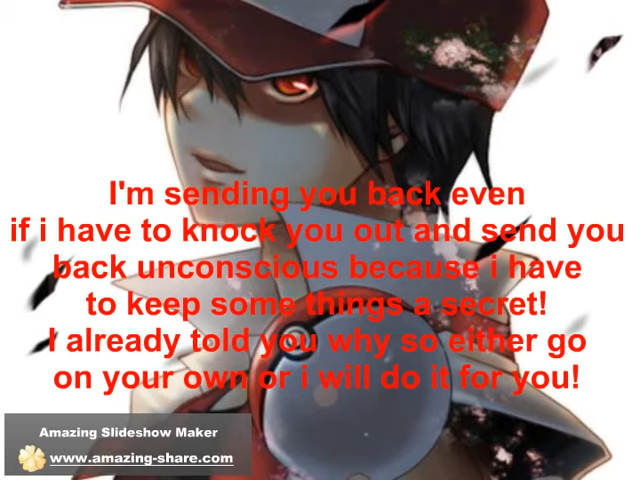 I'm sending you back even
if i have to knock you out and send you
back unconscious because i have
to keep some things a secret!
I already told you why so either go
on your own or i will do it for you!
Amazing Slideshow Maker
www.amazing-share.com